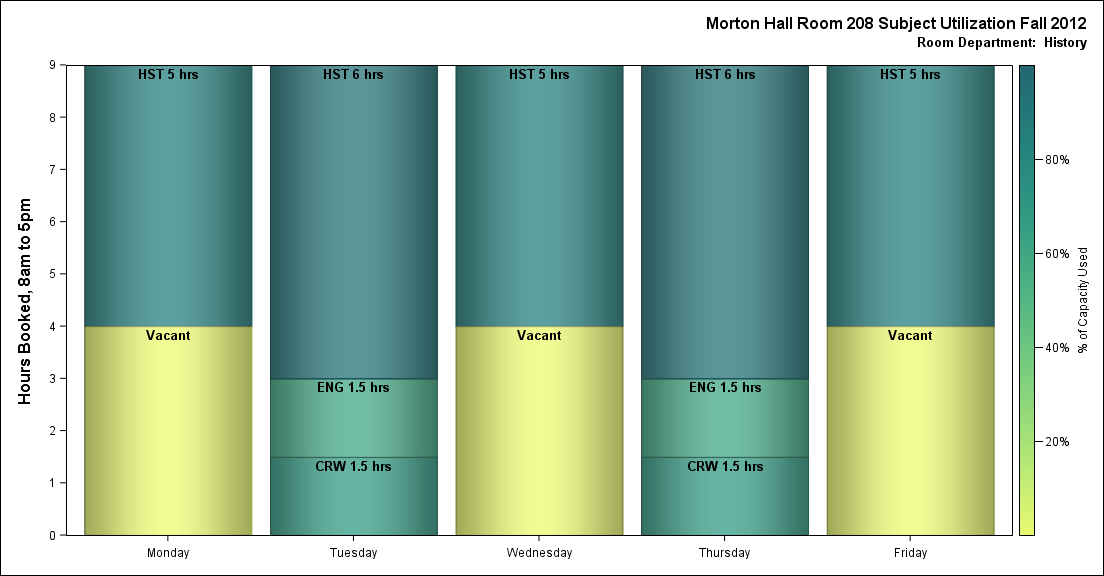 Morton Hall Room 208 Subject Utilization Fall 2012
Room Department:  History
Hours Booked, 8am to 5pm
9
8
7
6
5
4
3
2
1
0
HST 5 hrs
Vacant
HST 6 hrs
ENG 1.5 hrs
CRW 1.5 hrs
HST 5 hrs
Vacant
HST 6 hrs
ENG 1.5 hrs
CRW 1.5 hrs
HST 5 hrs
Vacant
Monday
Tuesday
Wednesday
Thursday
Friday
80%
60%
40%
20%
% of Capacity Used